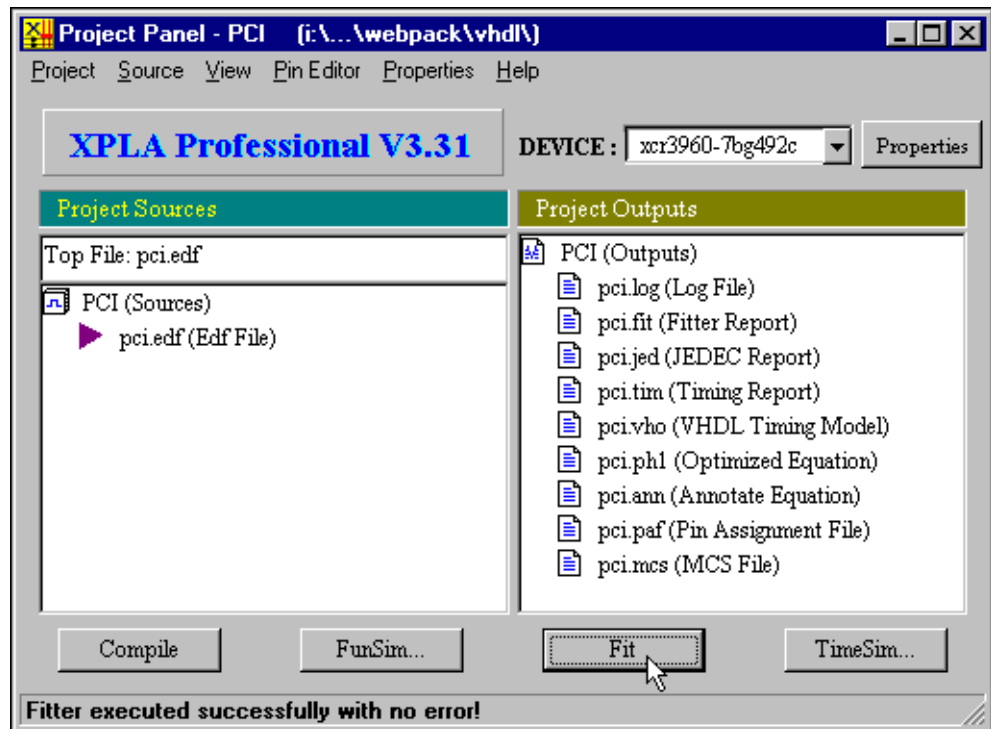 Project Panel - PCI (i:\...\webpack\vhdl\)
Project Source View Pin Editor Properties Help
XPLA Professional V3.31
DEVICE : xcr3960-7bg492c Properties
Project Sources
Top File: pci.edf
PCI (Sources)
pci.edf (Edf File)
Project Outputs
PCI (Outputs)
pci.log (Log File)
pci.fit (Fitter Report)
pci.jed (JEDEC Report)
pci.tim (Timing Report)
pci.vho (VHDL Timing Model)
pci.ph1 (Optimized Equation)
pci.ann (Annotate Equation)
pci.paf (Pin Assignment File)
pci.mcs (MCS File)
Compile FunSim... Fit TimeSim...
Fitter executed successfully with no error!